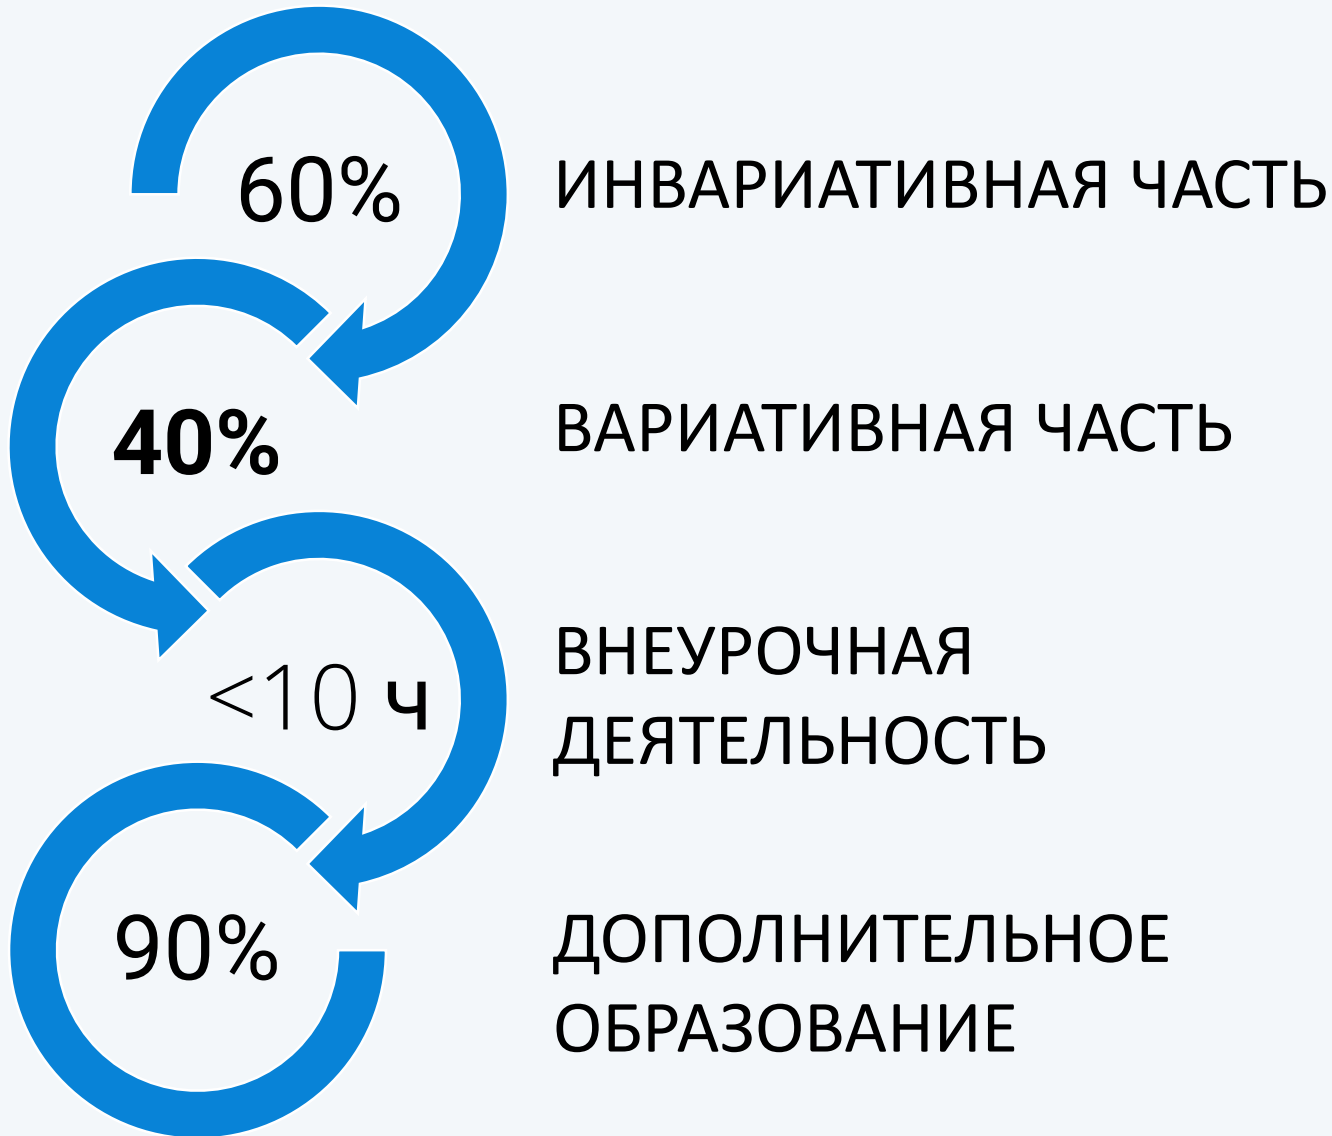 60%
ИНВАРИАТИВНАЯ ЧАСТЬ
40%
ВАРИАТИВНАЯ ЧАСТЬ
<10 ч
ВНЕУРОЧНАЯ
ДЕЯТЕЛЬНОСТЬ
90%
ДОПОЛНИТЕЛЬНОЕ
ОБРАЗОВАНИЕ